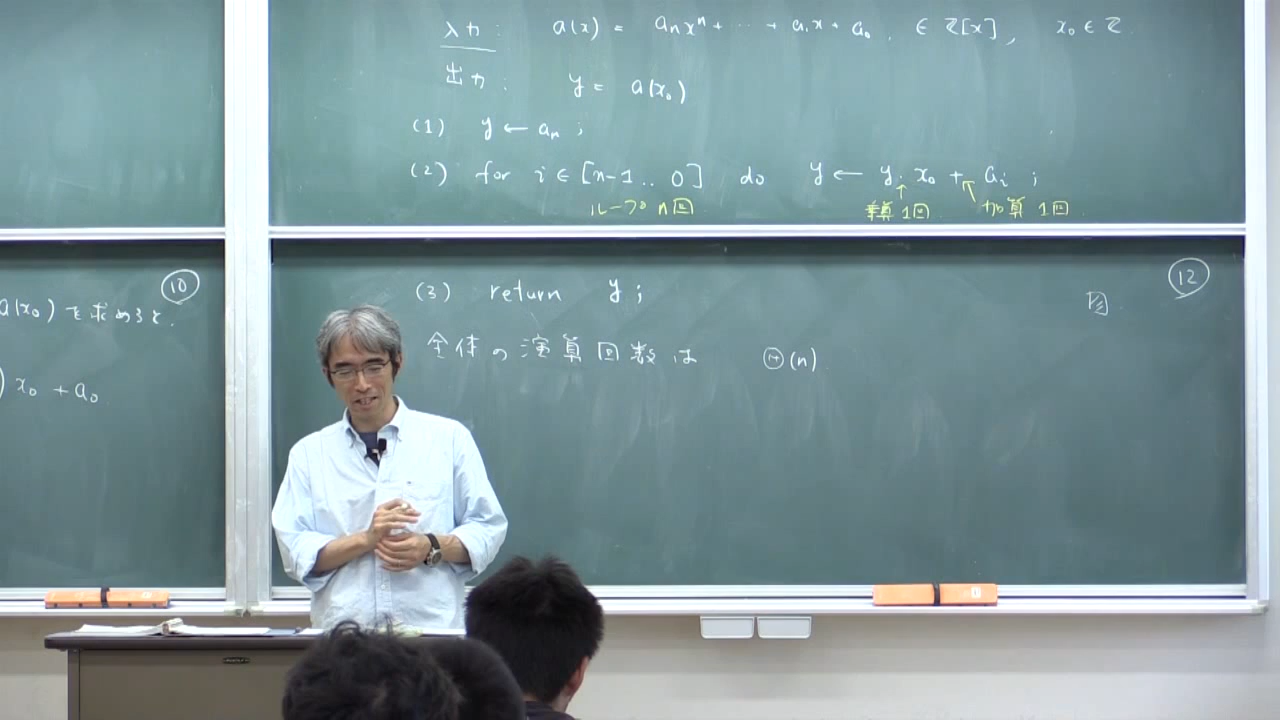 入力: a(x) = aₙxⁿ + ⋯ + a₁x + a₀, ∈ Z[x], x₀ ∈ Z
出力: y = a(x₀)
(1) y ← aₙ ;
(2) for i ∈ [n-1 .. 0] do y ← y · x₀ + aᵢ ;
ループ n回 乗算 1回 加算 1回
10
a(x₀)を求めると.
) x₀ + a₀
12
(3) return y ;
全体の演算回数は Θ(n)